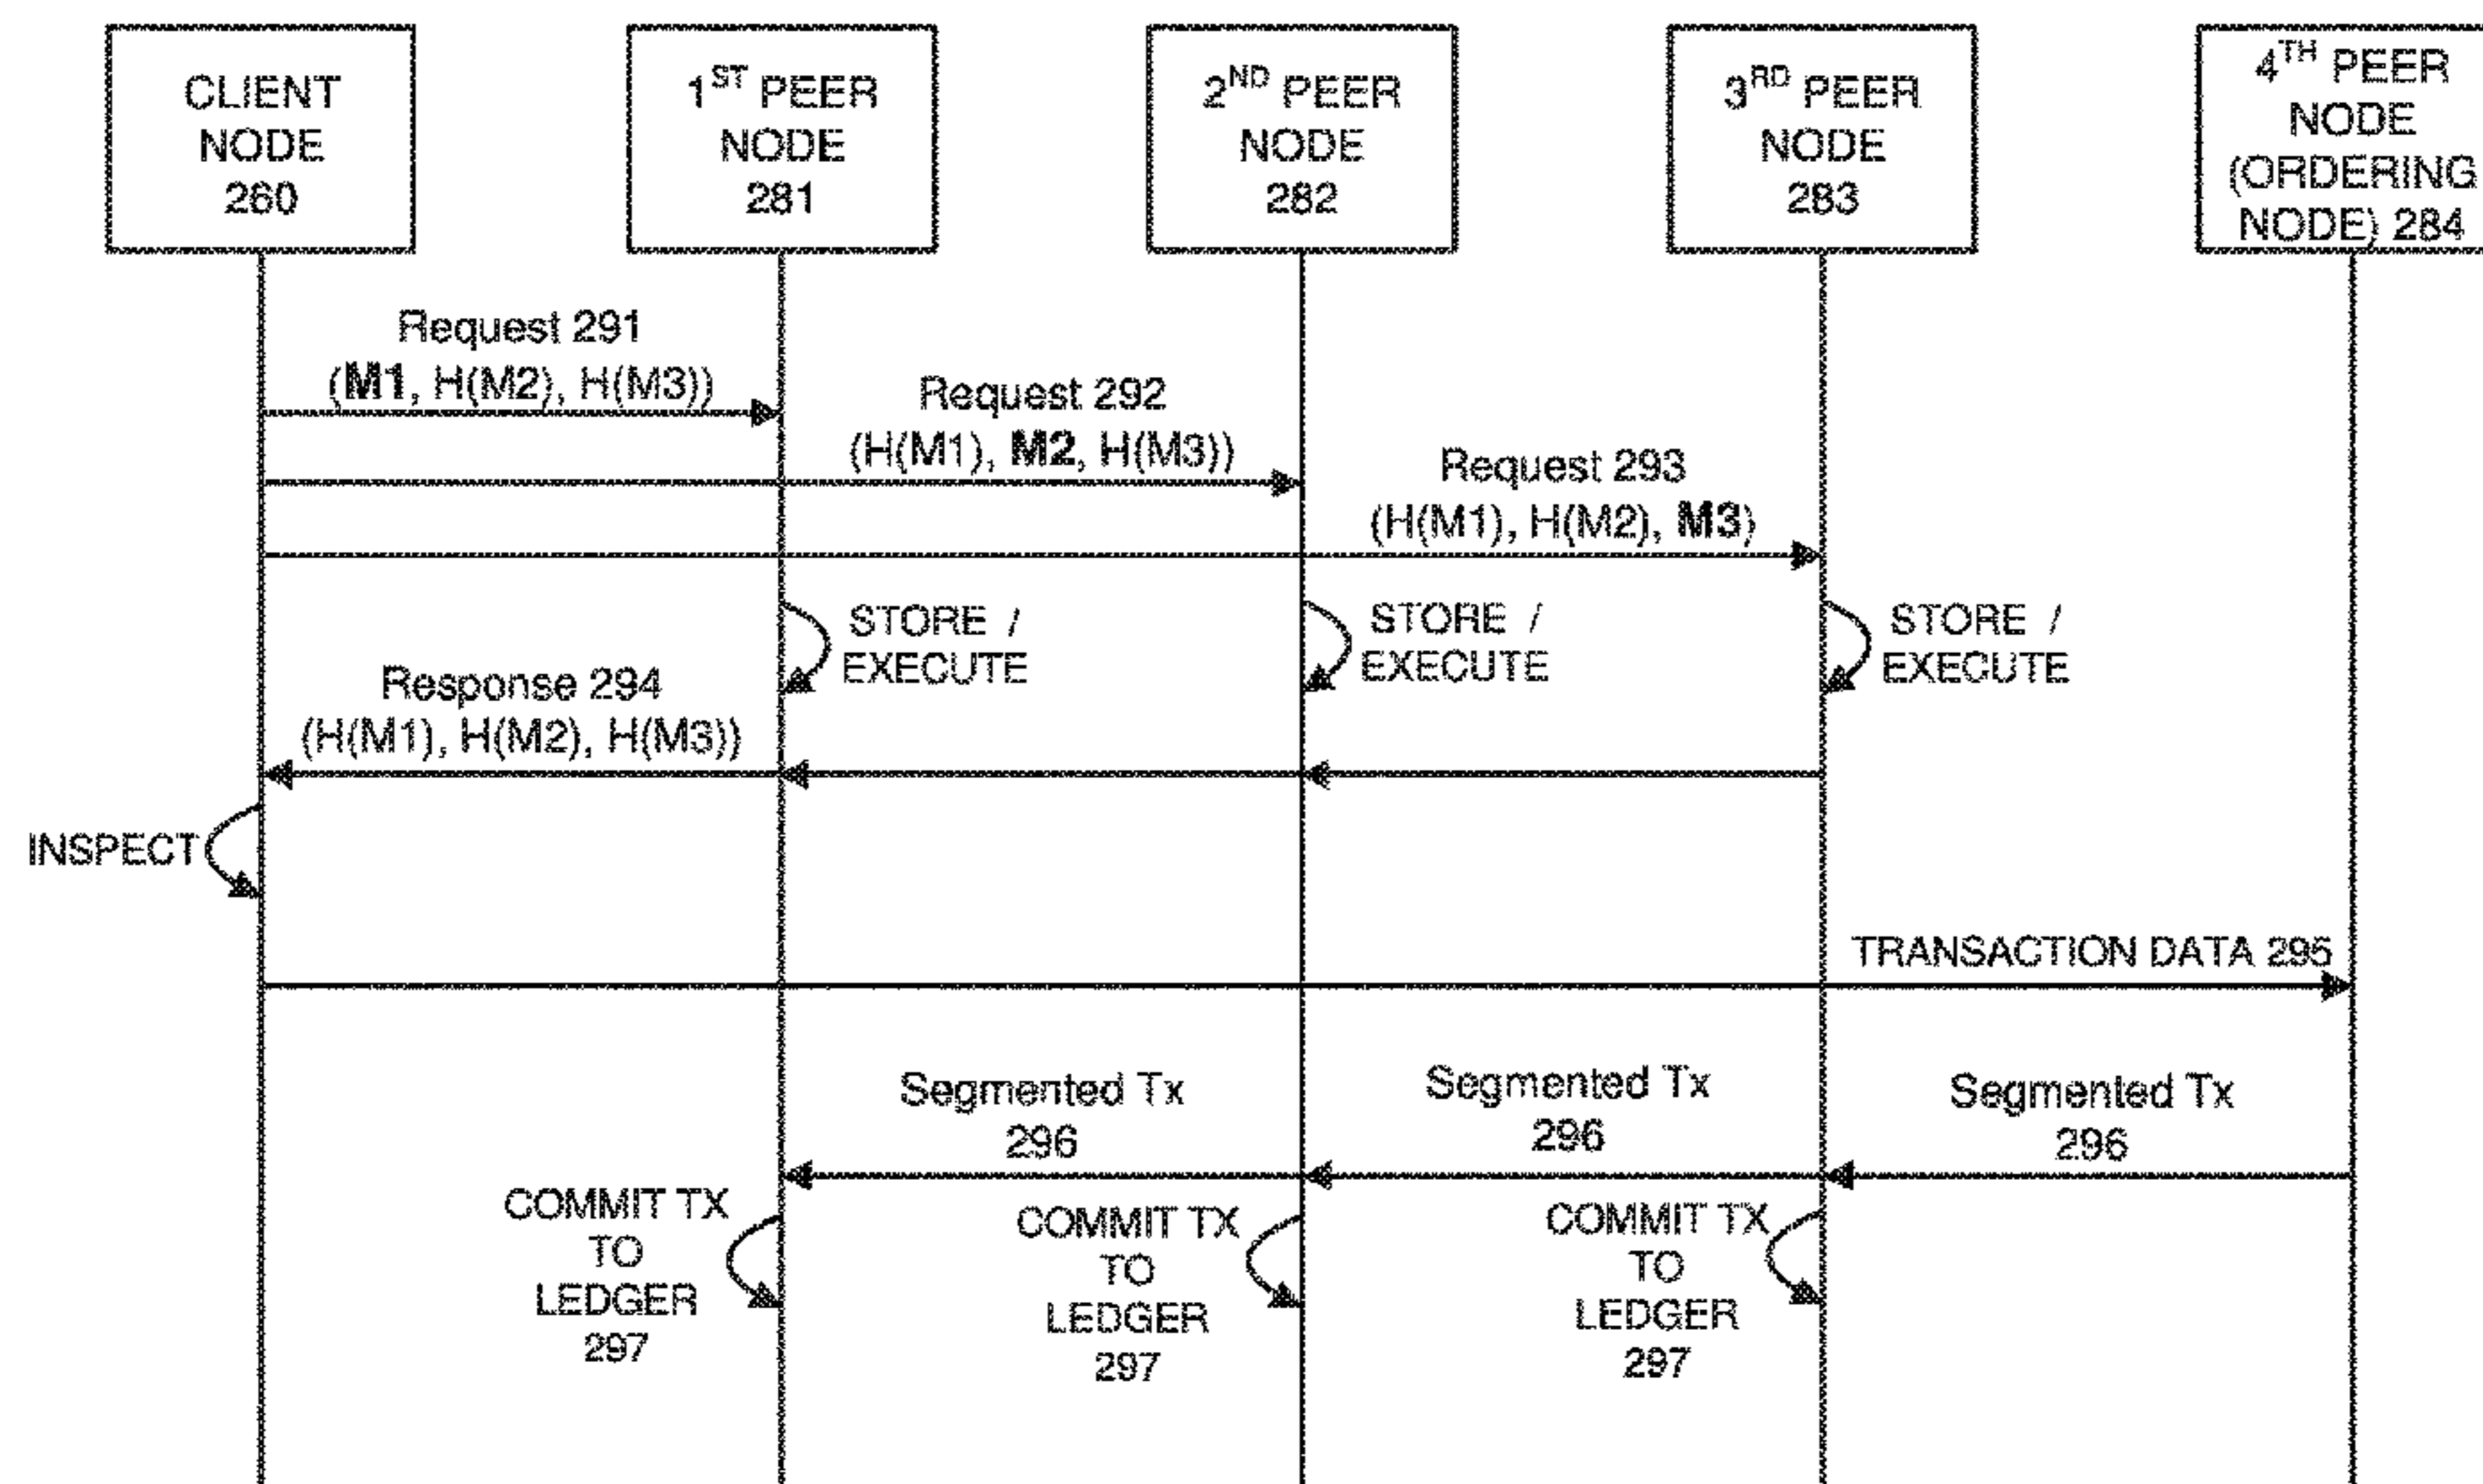 CLIENT
NODE
260
1ST PEER
NODE
281
2ND PEER
NODE
282
3RD PEER
NODE
283
4TH PEER
NODE
(ORDERING
NODE) 284
Request 291
(M1, H(M2), H(M3))
Request 292
(H(M1), M2, H(M3))
Request 293
(H(M1), H(M2), M3)
STORE /
EXECUTE
STORE /
EXECUTE
STORE /
EXECUTE
Response 294
(H(M1), H(M2), H(M3))
INSPECT
TRANSACTION DATA 295
Segmented Tx
296
Segmented Tx
296
Segmented Tx
296
COMMIT TX
TO
LEDGER
297
COMMIT TX
TO
LEDGER
297
COMMIT TX
TO
LEDGER
297